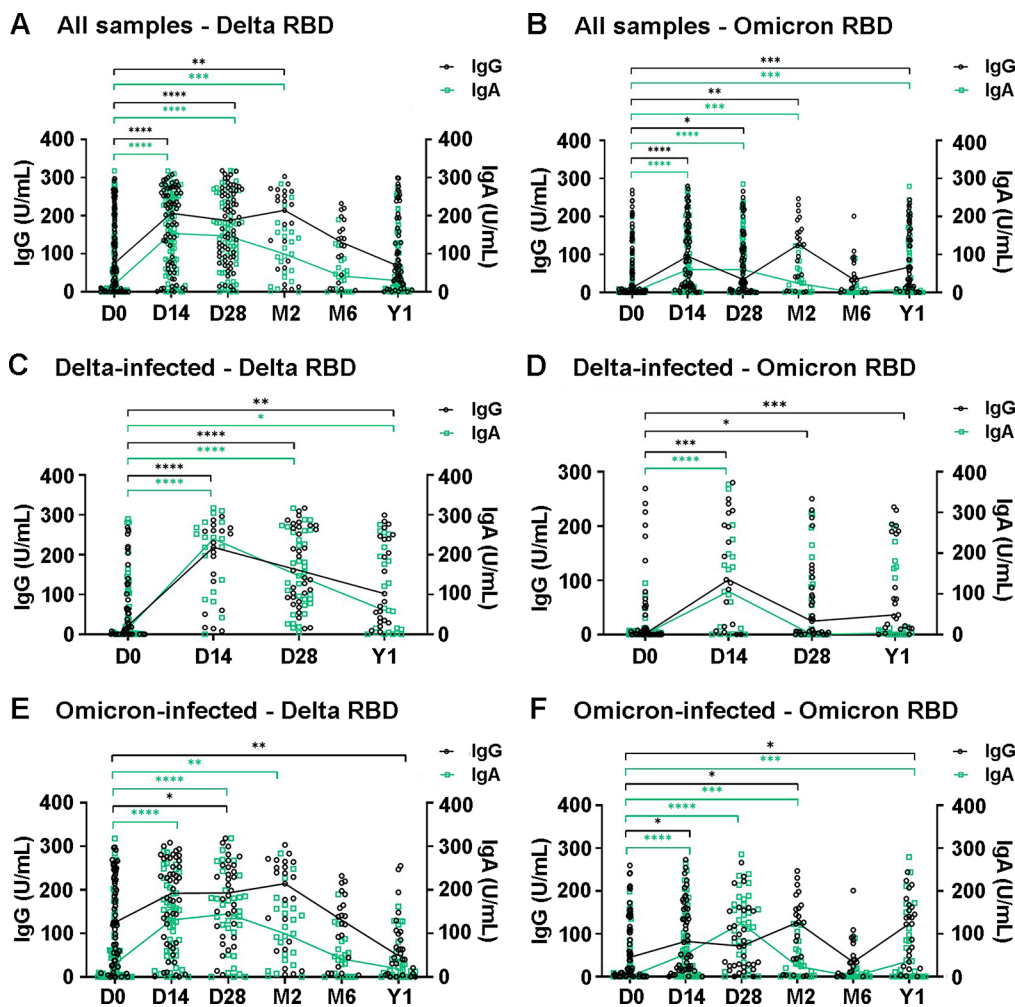 A All samples - Delta RBD
IgG
IgA
**
***
****
****
****
****
400
300
200
100
0
IgG (U/mL)
400
300
200
100
0
IgA (U/mL)
D0 D14 D28 M2 M6 Y1
B All samples - Omicron RBD
IgG
IgA
***
***
**
***
*
****
****
****
400
300
200
100
0
IgG (U/mL)
400
300
200
100
0
IgA (U/mL)
D0 D14 D28 M2 M6 Y1
C Delta-infected - Delta RBD
IgG
IgA
**
*
****
****
****
****
400
300
200
100
0
IgG (U/mL)
400
300
200
100
0
IgA (U/mL)
D0 D14 D28 Y1
D Delta-infected - Omicron RBD
IgG
IgA
***
*
***
****
300
200
100
0
IgG (U/mL)
400
300
200
100
0
IgA (U/mL)
D0 D14 D28 Y1
E Omicron-infected - Delta RBD
IgG
IgA
**
**
****
*
****
400
300
200
100
0
IgG (U/mL)
400
300
200
100
0
IgA (U/mL)
D0 D14 D28 M2 M6 Y1
F Omicron-infected - Omicron RBD
IgG
IgA
*
***
*
***
****
*
****
400
300
200
100
0
IgG (U/mL)
400
300
200
100
0
IgA (U/mL)
D0 D14 D28 M2 M6 Y1